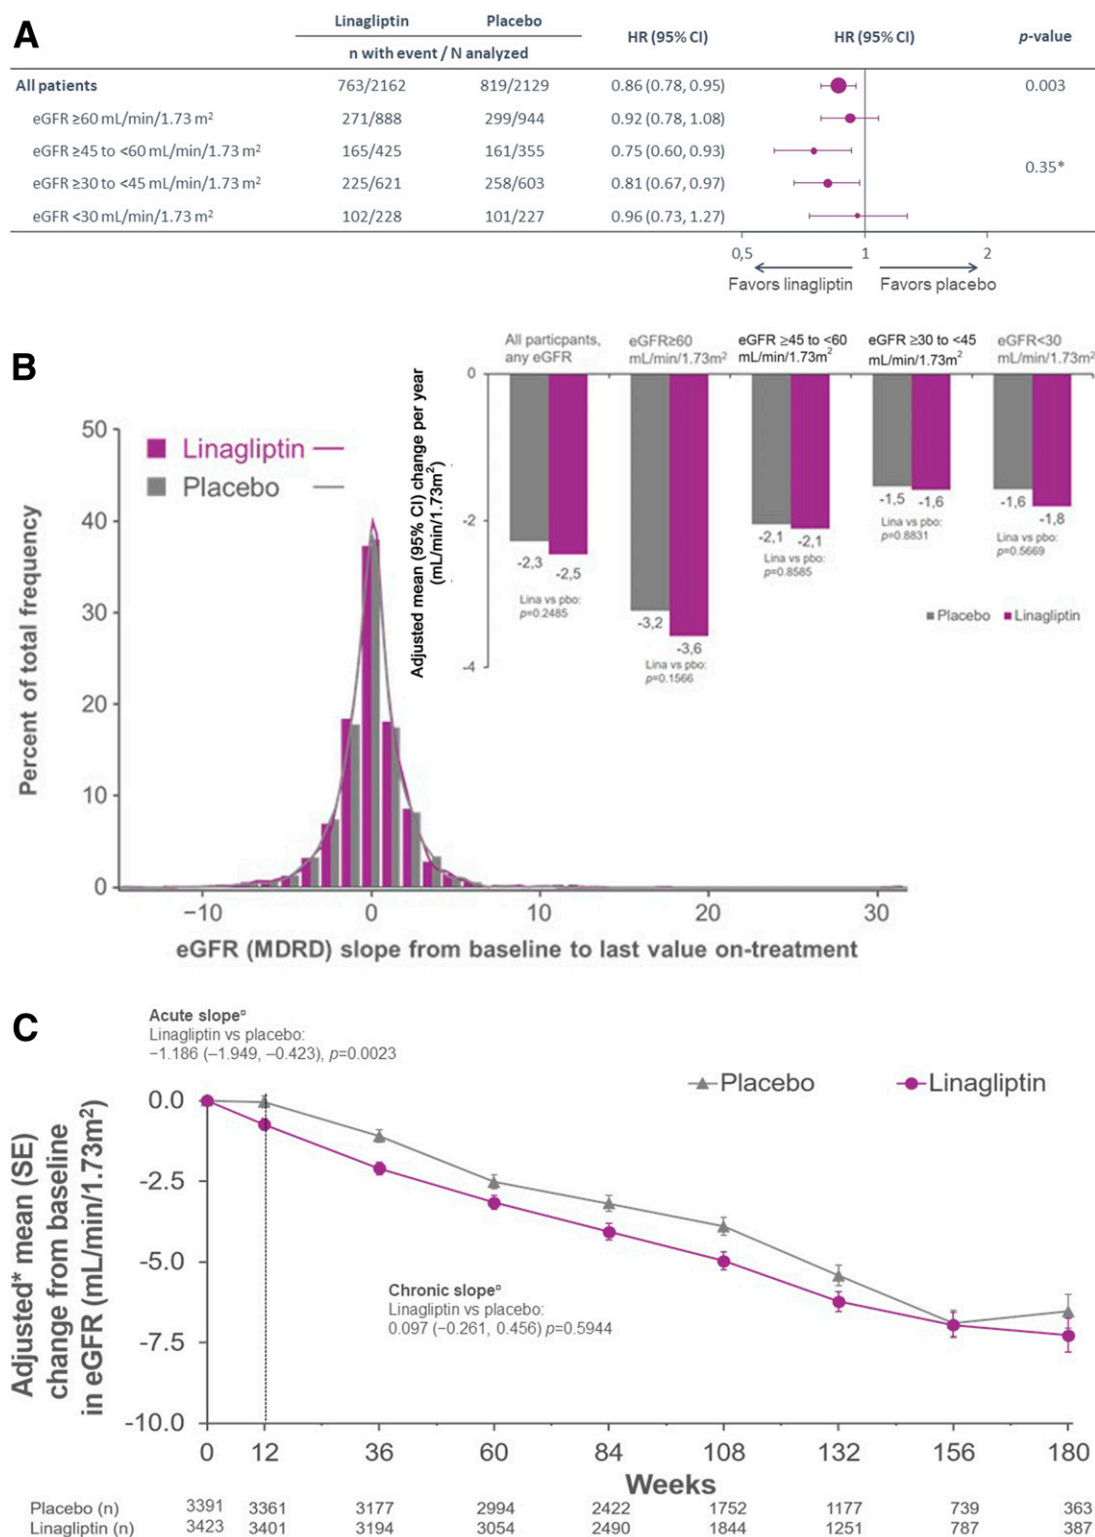 A
Linagliptin Placebo HR (95% CI) HR (95% CI) p-value
n with event / N analyzed
All patients 763/2162 819/2129 0.86 (0.78, 0.95) 0.003
eGFR ≥60 mL/min/1.73 m² 271/888 299/944 0.92 (0.78, 1.08)
eGFR ≥45 to <60 mL/min/1.73 m² 165/425 161/355 0.75 (0.60, 0.93)
0.35*
eGFR ≥30 to <45 mL/min/1.73 m² 225/621 258/603 0.81 (0.67, 0.97)
eGFR <30 mL/min/1.73 m² 102/228 101/227 0.96 (0.73, 1.27)
0,5 1 2
Favors linagliptin Favors placebo
B
Linagliptin
Placebo
Percent of total frequency
50
40
30
20
10
0
−10 0 10 20 30
eGFR (MDRD) slope from baseline to last value on-treatment
Adjusted mean (95% CI) change per year
(mL/min/1.73m²)
0
-2
-4
All particpants,
any eGFR
eGFR≥60
mL/min/1.73m²
eGFR ≥45 to <60
mL/min/1.73m²
eGFR ≥30 to <45
mL/min/1.73m²
eGFR<30
mL/min/1.73m²
-2,3 -2,5
Lina vs pbo:
p=0.2485
-3,2 -3,6
Lina vs pbo:
p=0.1566
-2,1 -2,1
Lina vs pbo:
p=0.8585
-1,5 -1,6
Lina vs pbo:
p=0.8831
-1,6 -1,8
Lina vs pbo:
p=0.5669
Placebo Linagliptin
C
Acute slope¤
Linagliptin vs placebo:
−1.186 (−1.949, −0.423), p=0.0023
Placebo Linagliptin
Adjusted* mean (SE)
change from baseline
in eGFR (mL/min/1.73m²)
0.0
-2.5
-5.0
-7.5
-10.0
Chronic slope¤
Linagliptin vs placebo:
0.097 (−0.261, 0.456) p=0.5944
0 12 36 60 84 108 132 156 180
Weeks
Placebo (n) 3391 3361 3177 2994 2422 1752 1177 739 363
Linagliptin (n) 3423 3401 3194 3054 2490 1844 1251 787 387